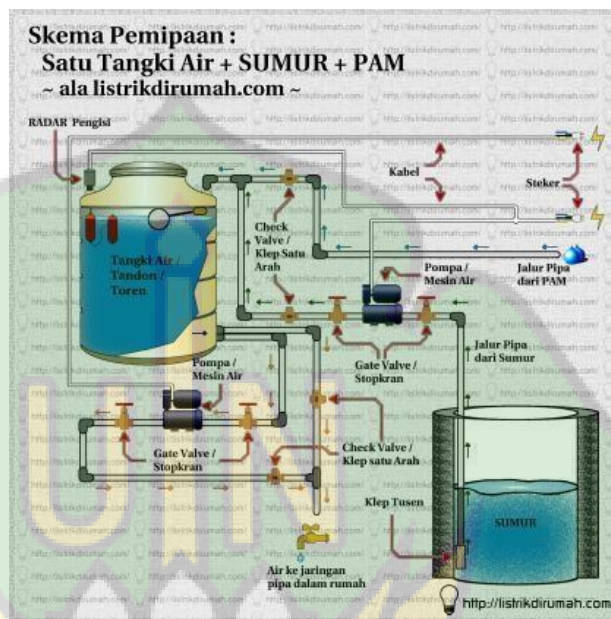 Skema Pemipaan :
Satu Tangki Air + SUMUR + PAM
~ ala listrikdirumah.com ~
RADAR Pengisi
Kabel
Steker
Check
Valve /
Klep Satu
Arah
Tangki Air /
Tandon /
Toren
Pompa /
Mesin Air
Jalur Pipa
dari PAM
Jalur Pipa
dari Sumur
Gate Valve /
Stopkran
Pompa /
Mesin Air
Gate Valve /
Stopkran
Check Valve /
Klep satu Arah
Klep Tusen
SUMUR
Air ke jaringan
pipa dalam rumah
http://listrikdirumah.com
UIN